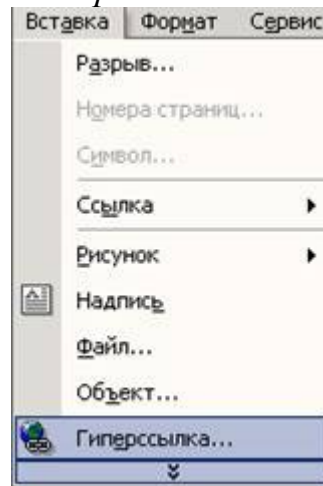 Вставка Формат Сервис
Разрыв...
Номера страниц...
Символ...
Ссылка
Рисунок
Надпись
Файл...
Объект...
Гиперссылка...